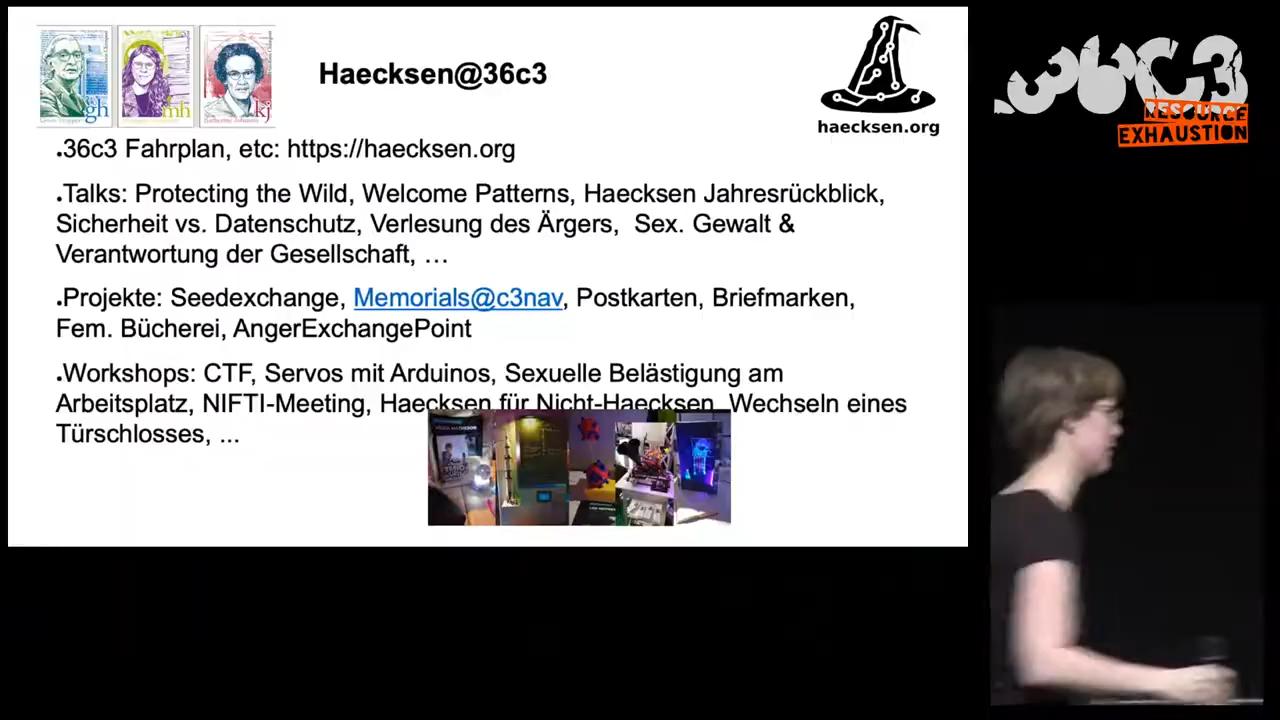 Haecksen@36c3
gh
mh
kj
haecksen.org
36C3
RESOURCE
EXHAUSTION
.36c3 Fahrplan, etc: https://haecksen.org
.Talks: Protecting the Wild, Welcome Patterns, Haecksen Jahresrückblick,
Sicherheit vs. Datenschutz, Verlesung des Ärgers,  Sex. Gewalt &
Verantwortung der Gesellschaft, …
.Projekte: Seedexchange, Memorials@c3nav, Postkarten, Briefmarken,
Fem. Bücherei, AngerExchangePoint
.Workshops: CTF, Servos mit Arduinos, Sexuelle Belästigung am
Arbeitsplatz, NIFTI-Meeting, Haecksen für Nicht-Haecksen, Wechseln eines
Türschlosses, ...